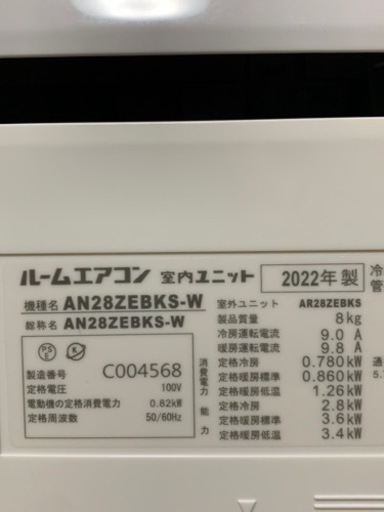 ルームエアコン 室内ユニット 2022年 製
機種名 AN28ZEBKS-W
総称名 AN28ZEBKS-W
製造番号 C004568
定格電圧 100V
電動機の定格消費電力 0.82kW
定格周波数 50/60Hz
室外ユニット AR28ZEBKS
製品質量 8kg
冷房運転電流 9.0 A
暖房運転電流 9.8 A
消費電力
定格冷房 0.780kW
定格暖房標準 0.860kW
定格暖房低温 1.26kW
能力
定格冷房 2.8kW
定格暖房標準 3.6kW
定格暖房低温 3.4kW
冷
管
通
5.